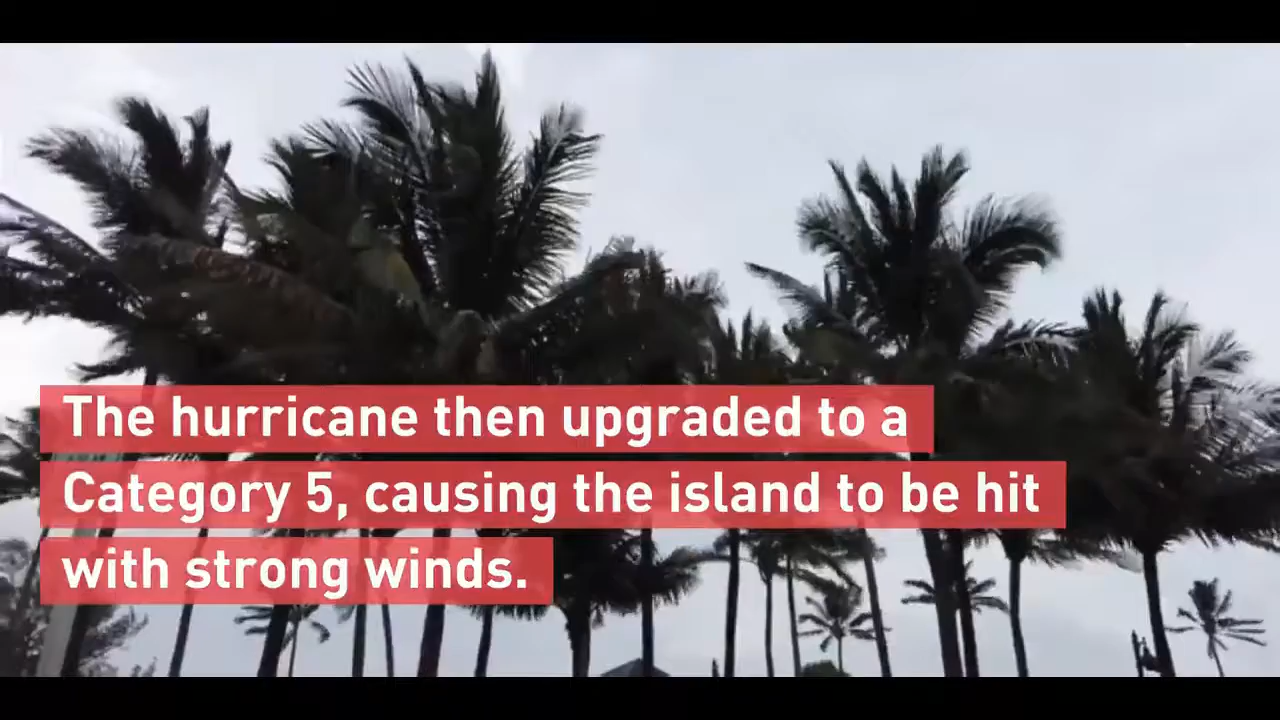 The hurricane then upgraded to a
Category 5, causing the island to be hit
with strong winds.